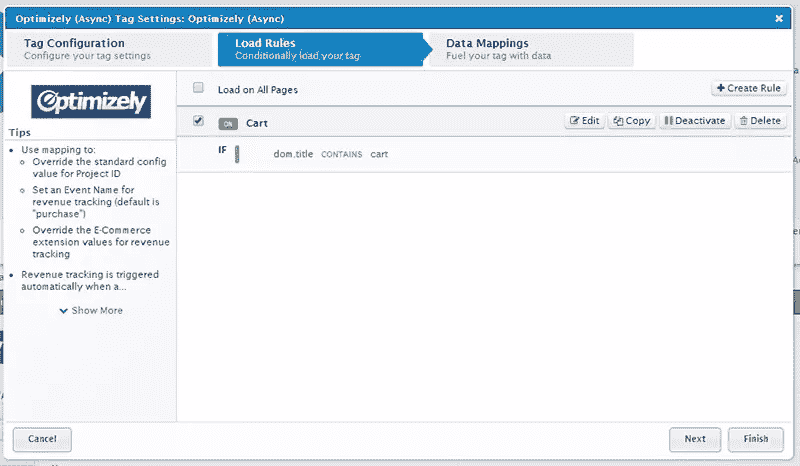 Optimizely (Async) Tag Settings: Optimizely (Async)
Tag Configuration
Configure your tag settings
Load Rules
Conditionally load your tag
Data Mappings
Fuel your tag with data
Optimizely
Tips
Use mapping to:
Override the standard config
value for Project ID
Set an Event Name for
revenue tracking (default is
"purchase")
Override the E-Commerce
extension values for revenue
tracking
Revenue tracking is triggered
automatically when a...
Show More
Load on All Pages
Create Rule
ON Cart
Edit Copy Deactivate Delete
IF dom.title CONTAINS cart
Cancel
Next
Finish